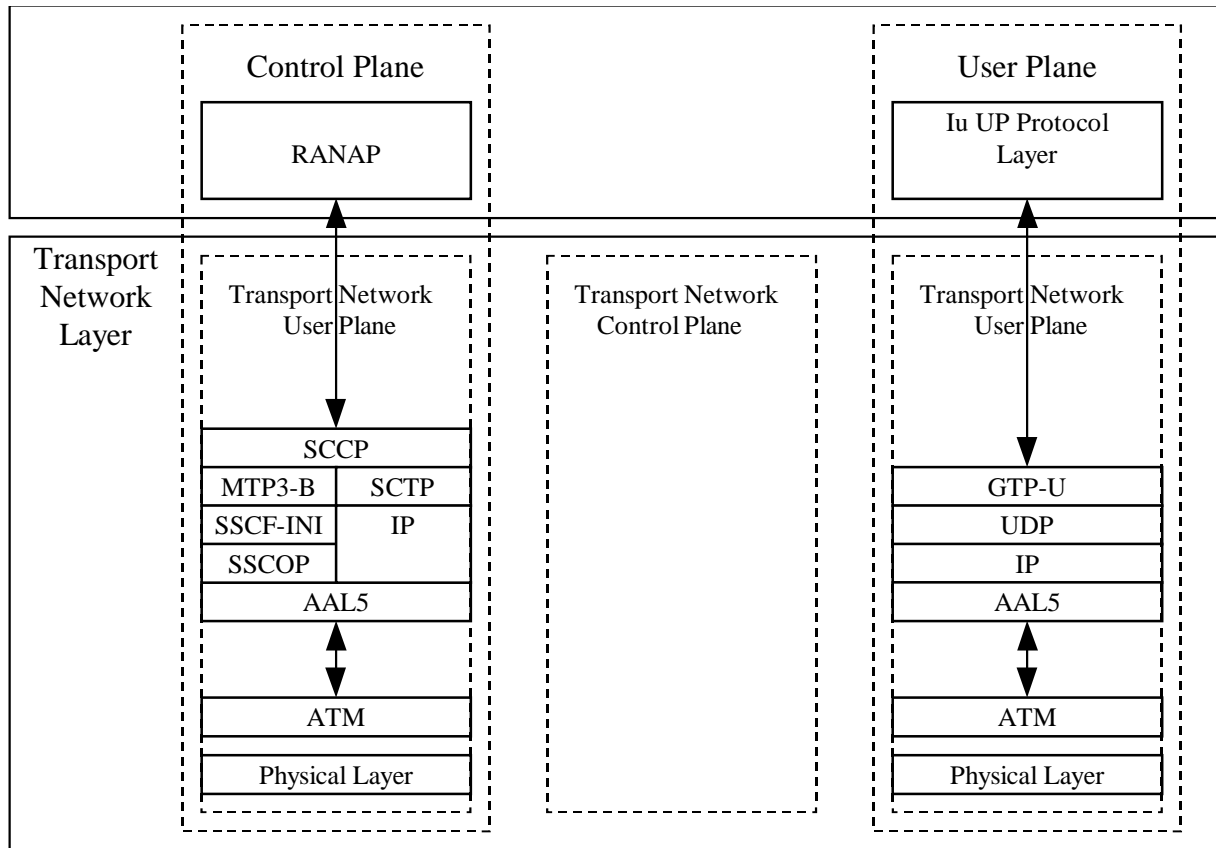 Control Plane
User Plane
RANAP
Iu UP Protocol
Layer
Transport
Network
Layer
Transport Network
User Plane
Transport Network
Control Plane
Transport Network
User Plane
SCCP
MTP3-B
SCTP
SSCF-INI
IP
SSCOP
AAL5
ATM
Physical Layer
GTP-U
UDP
IP
AAL5
ATM
Physical Layer